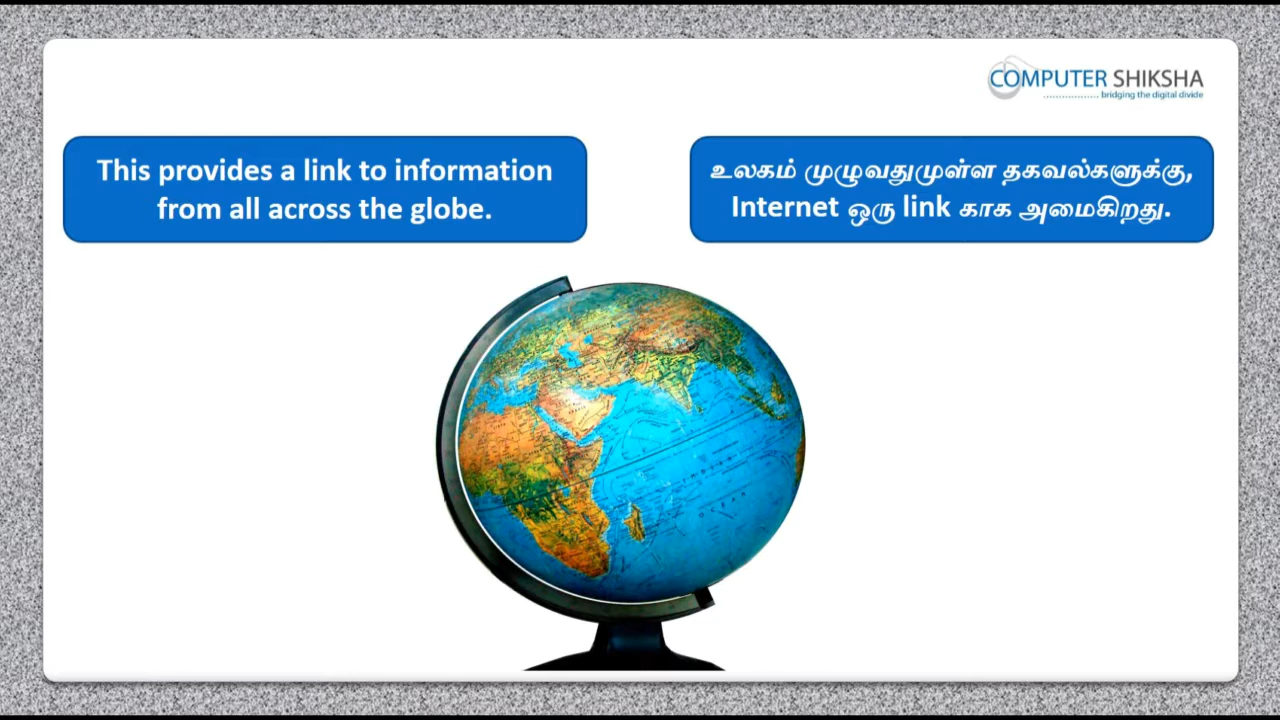 COMPUTER SHIKSHA
bridging the digital divide
This provides a link to information
from all across the globe.
உலகம் முழுவதுமுள்ள தகவல்களுக்கு,
Internet ஒரு link காக அமைகிறது.